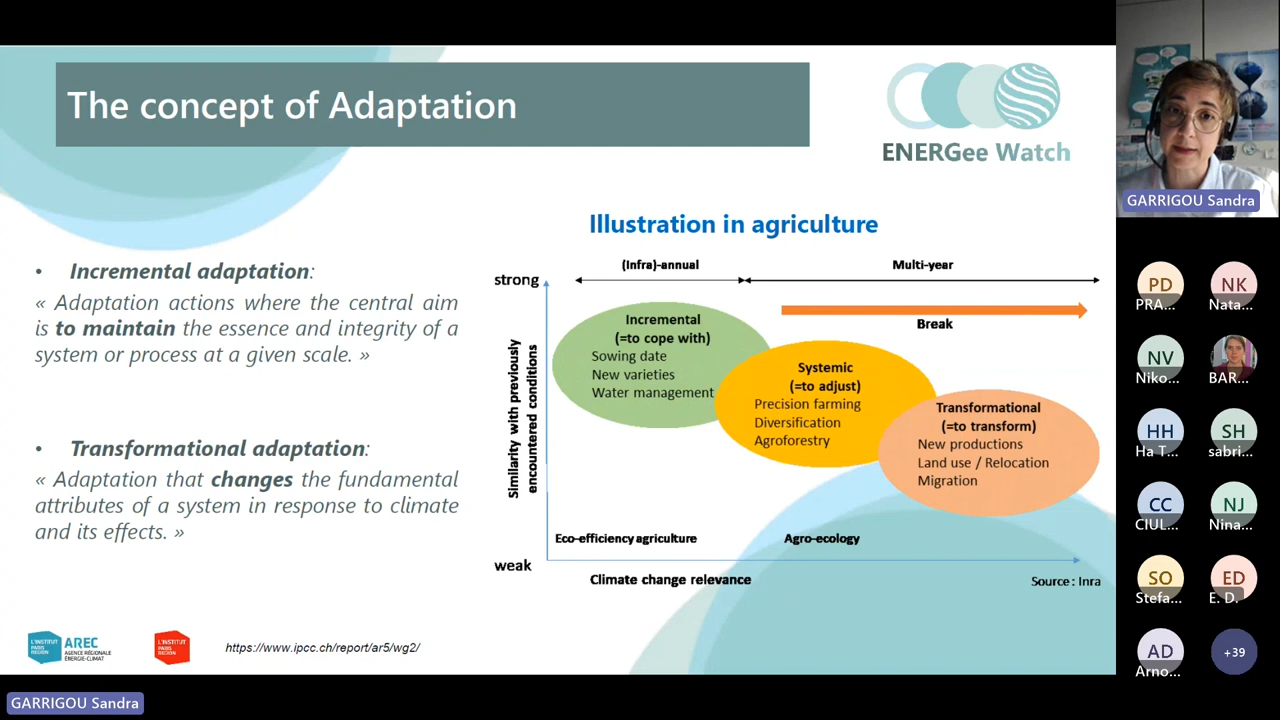 The concept of Adaptation
ENERGee Watch
GARRIGOU Sandra
• Incremental adaptation:
« Adaptation actions where the central aim
is to maintain the essence and integrity of a
system or process at a given scale. »
• Transformational adaptation:
« Adaptation that changes the fundamental
attributes of a system in response to climate
and its effects. »
Illustration in agriculture
(Infra)-annual
Multi-year
strong
Break
Similarity with previously
encountered conditions
Incremental
(=to cope with)
Sowing date
New varieties
Water management
Systemic
(=to adjust)
Precision farming
Diversification
Agroforestry
Transformational
(=to transform)
New productions
Land use / Relocation
Migration
Eco-efficiency agriculture
Agro-ecology
weak
Climate change relevance
Source : Inra
L'INSTITUT
PARIS
REGION
AREC
AGENCE RÉGIONALE
ÉNERGIE-CLIMAT
L'INSTITUT
PARIS
REGION
https://www.ipcc.ch/report/ar5/wg2/
PD
PRA...
NK
Nata...
NV
Niko...
BAR...
HH
Ha T...
SH
sabri...
CC
CIUL...
NJ
Nina...
SO
Stefa...
ED
E. D.
AD
Arno...
+39
GARRIGOU Sandra